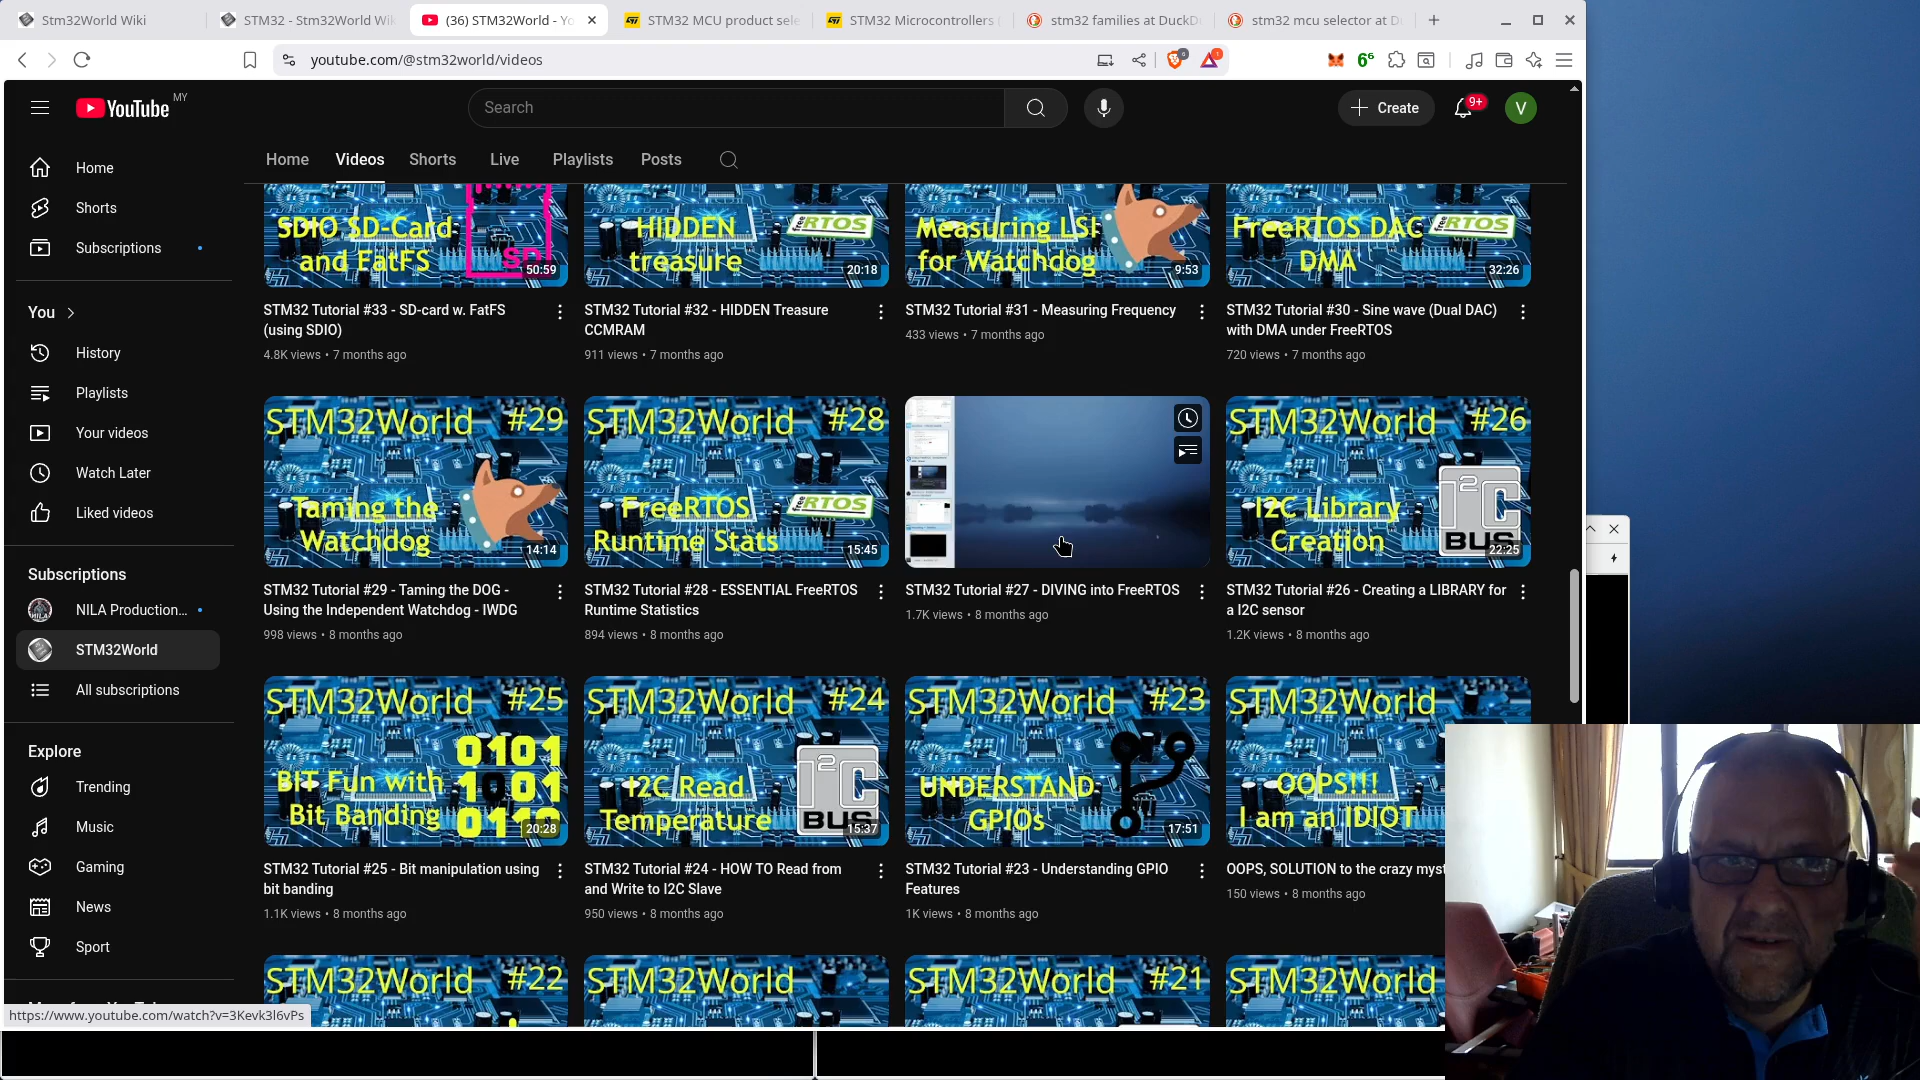 Stm32World Wiki
STM32 - Stm32World Wik
(36) STM32World - Yo
STM32 MCU product sele
STM32 Microcontrollers (
stm32 families at DuckDu
stm32 mcu selector at D
youtube.com/@stm32world/videos
YouTube
MY
Search
Create
9+
V
Home
Shorts
Subscriptions
You
History
Playlists
Your videos
Watch Later
Liked videos
Subscriptions
NILA Production...
STM32World
All subscriptions
Explore
Trending
Music
Gaming
News
Sport
https://www.youtube.com/watch?v=3Kevk3l6vPs
Home
Videos
Shorts
Live
Playlists
Posts
SDIO SD-Card
and FatFS
50:59
HIDDEN
treasure
RTOS
20:18
Measuring LSI
for Watchdog
9:53
FreeRTOS DAC
DMA
RTOS
32:26
STM32 Tutorial #33 - SD-card w. FatFS
(using SDIO)
4.8K views • 7 months ago
STM32 Tutorial #32 - HIDDEN Treasure
CCMRAM
911 views • 7 months ago
STM32 Tutorial #31 - Measuring Frequency
433 views • 7 months ago
STM32 Tutorial #30 - Sine wave (Dual DAC)
with DMA under FreeRTOS
720 views • 7 months ago
STM32World #29
Taming the
Watchdog
14:14
STM32World #28
FreeRTOS
Runtime Stats
RTOS
15:45
STM32World #26
I2C Library
Creation
I2C
BUS
22:25
STM32 Tutorial #29 - Taming the DOG -
Using the Independent Watchdog - IWDG
998 views • 8 months ago
STM32 Tutorial #28 - ESSENTIAL FreeRTOS
Runtime Statistics
894 views • 8 months ago
STM32 Tutorial #27 - DIVING into FreeRTOS
1.7K views • 8 months ago
STM32 Tutorial #26 - Creating a LIBRARY for
a I2C sensor
1.2K views • 8 months ago
STM32World #25
BIT Fun with
Bit Banding
0101
1001
0110
20:28
STM32World #24
I2C Read
Temperature
I2C
BUS
15:37
STM32World #23
UNDERSTAND
GPIOs
17:51
STM32World
OOPS!!!
I am an IDIOT
STM32 Tutorial #25 - Bit manipulation using
bit banding
1.1K views • 8 months ago
STM32 Tutorial #24 - HOW TO Read from
and Write to I2C Slave
950 views • 8 months ago
STM32 Tutorial #23 - Understanding GPIO
Features
1K views • 8 months ago
OOPS, SOLUTION to the crazy myst
150 views • 8 months ago
STM32World #22
STM32World
STM32World #21
STM32World